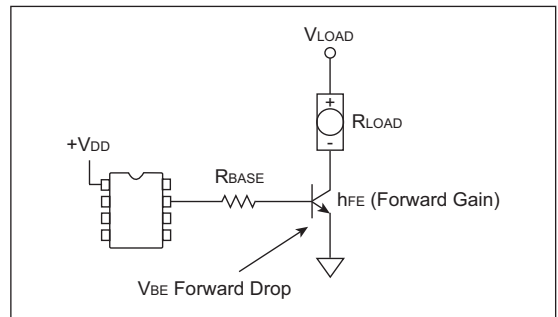 VLOAD
+
RLOAD
-
+VDD
RBASE
hFE (Forward Gain)
VBE Forward Drop